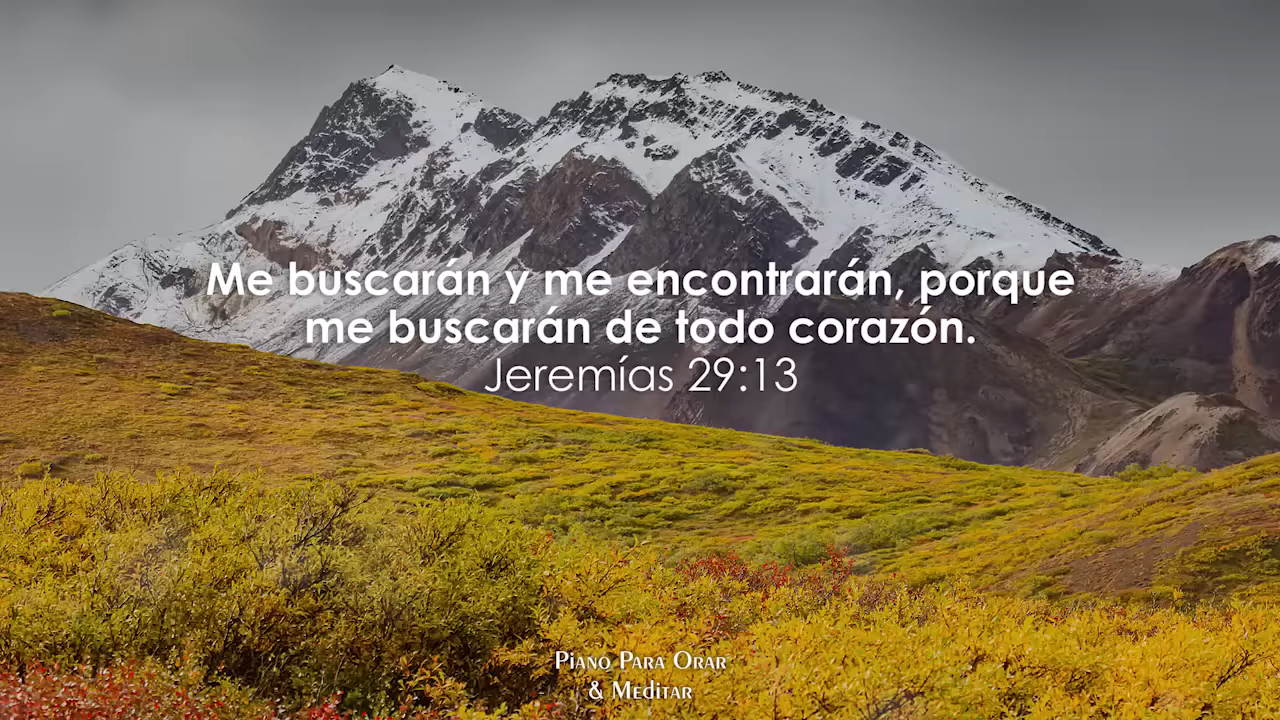 Me buscarán y me encontrarán, porque
me buscarán de todo corazón.
Jeremías 29:13
Piano Para Orar
& Meditar